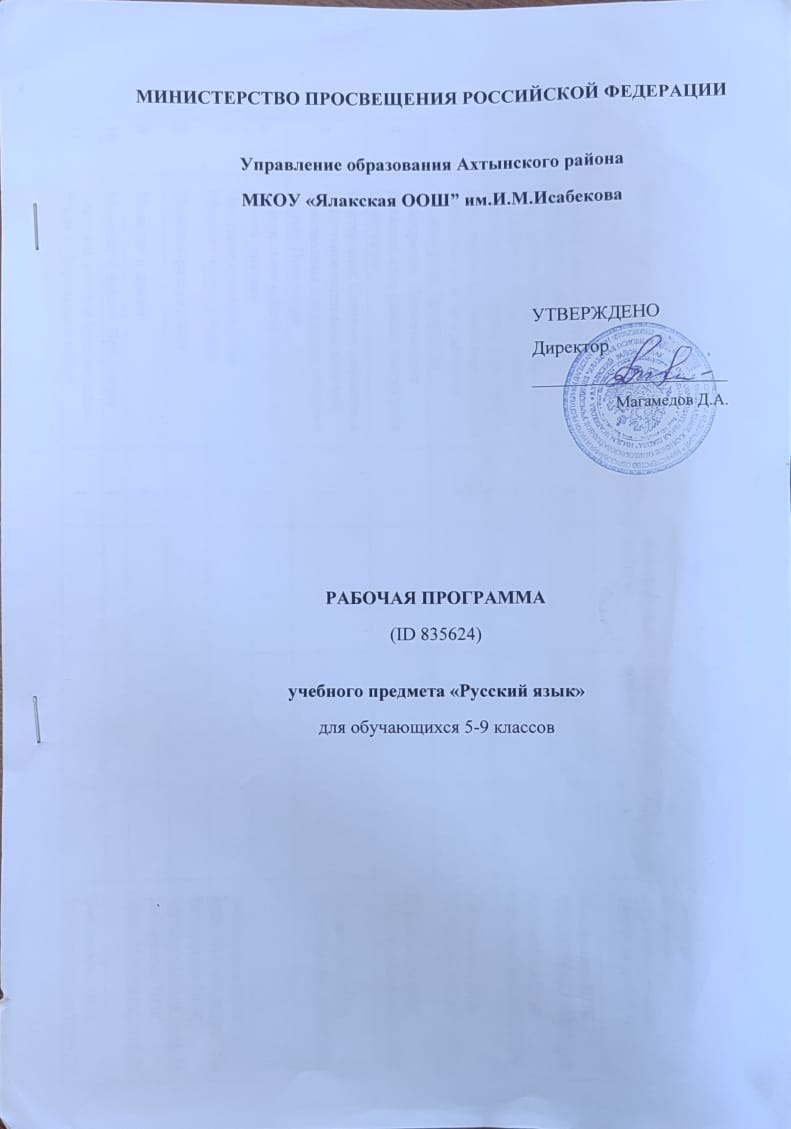 МИНИСТЕРСТВО ПРОСВЕЩЕНИЯ РОССИЙСКОЙ ФЕДЕРАЦИИ
Управление образования Ахтынского района
МКОУ «Ялакская ООШ” им.И.М.Исабекова
УТВЕРЖДЕНО
Директор
Магамедов Д.А.
РАБОЧАЯ ПРОГРАММА
(ID 835624)
учебного предмета «Русский язык»
для обучающихся 5-9 классов